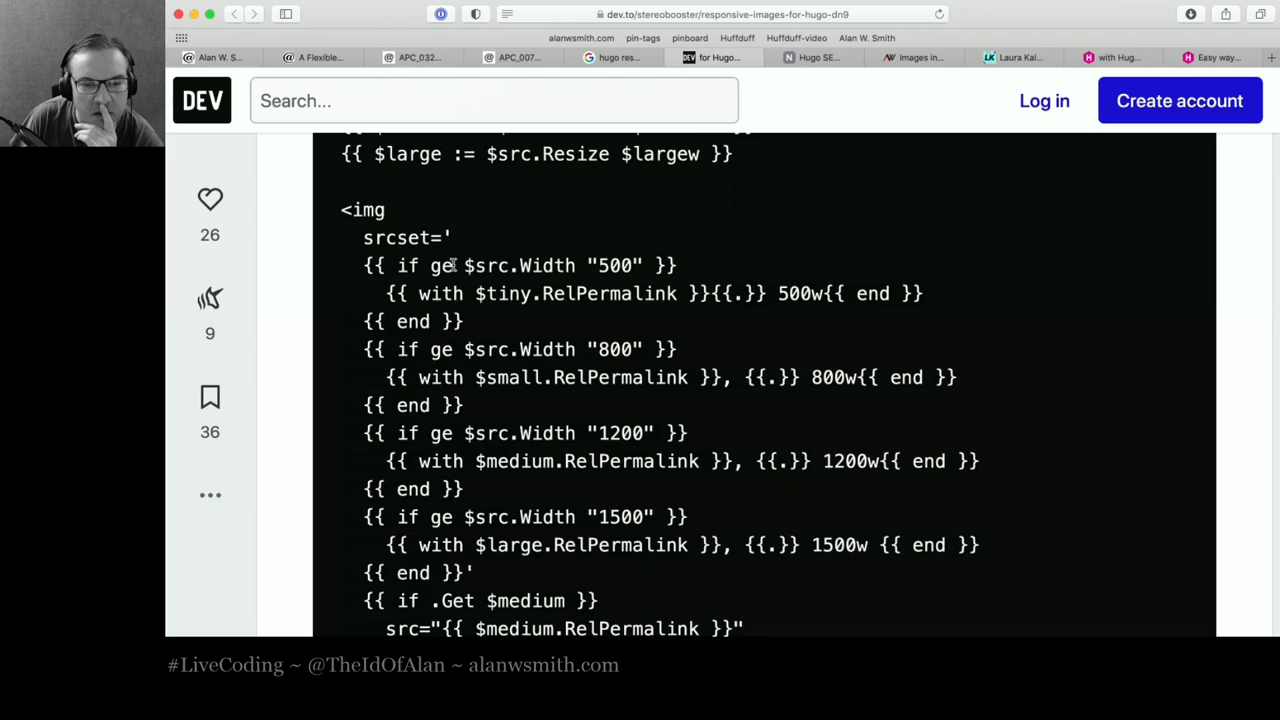 dev.to/stereobooster/responsive-images-for-hugo-dn9
alanwsmith.com pin-tags pinboard Huffduff Huffduff-video Alan W. Smith
Alan W. S... A Flexible... APC_032... APC_007... hugo res... for Hugo... Hugo SE... Images in... Laura Kal... with Hug... Easy way...
DEV Search... Log in Create account
{{ $large := $src.Resize $largew }}
<img
srcset='
{{ if ge $src.Width "500" }}
{{ with $tiny.RelPermalink }}{{.}} 500w{{ end }}
{{ end }}
{{ if ge $src.Width "800" }}
{{ with $small.RelPermalink }}, {{.}} 800w{{ end }}
{{ end }}
{{ if ge $src.Width "1200" }}
{{ with $medium.RelPermalink }}, {{.}} 1200w{{ end }}
{{ end }}
{{ if ge $src.Width "1500" }}
{{ with $large.RelPermalink }}, {{.}} 1500w {{ end }}
{{ end }}'
{{ if .Get $medium }}
src="{{ $medium.RelPermalink }}"
26
9
36
#LiveCoding ~ @TheIdOfAlan ~ alanwsmith.com